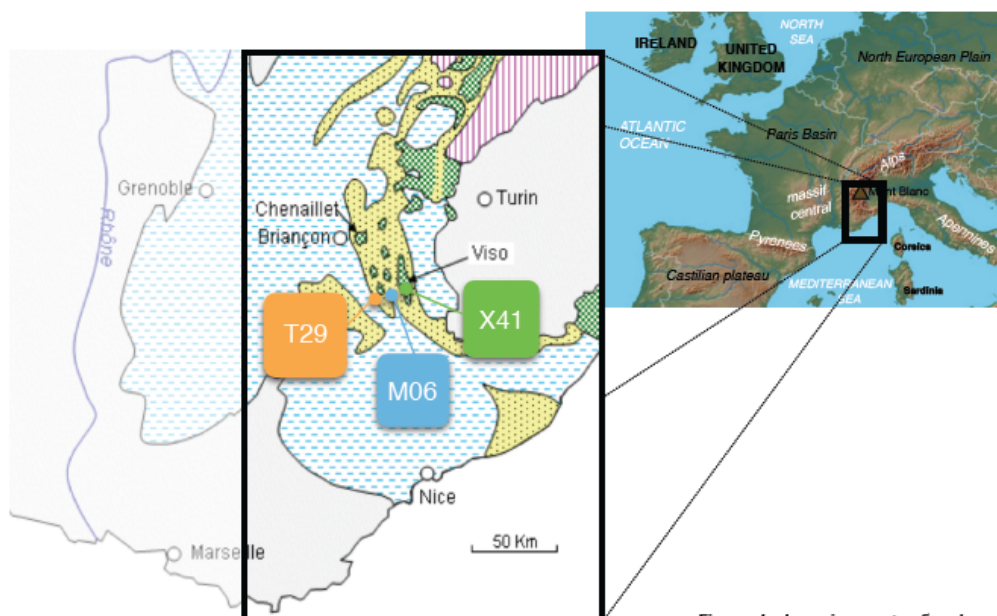 NORTH
SEA
IRELAND
UNITED
KINGDOM
North European Plain
ATLANTIC
OCEAN
Paris Basin
Alps
Mont Blanc
massif
central
Pyrenees
Apennines
Corsica
Castilian plateau
MEDITERRANEAN
SEA
Sardinia
Grenoble
Rhône
Chenaillet
Briançon
Turin
Viso
T29
X41
M06
Nice
50 Km
Marseille